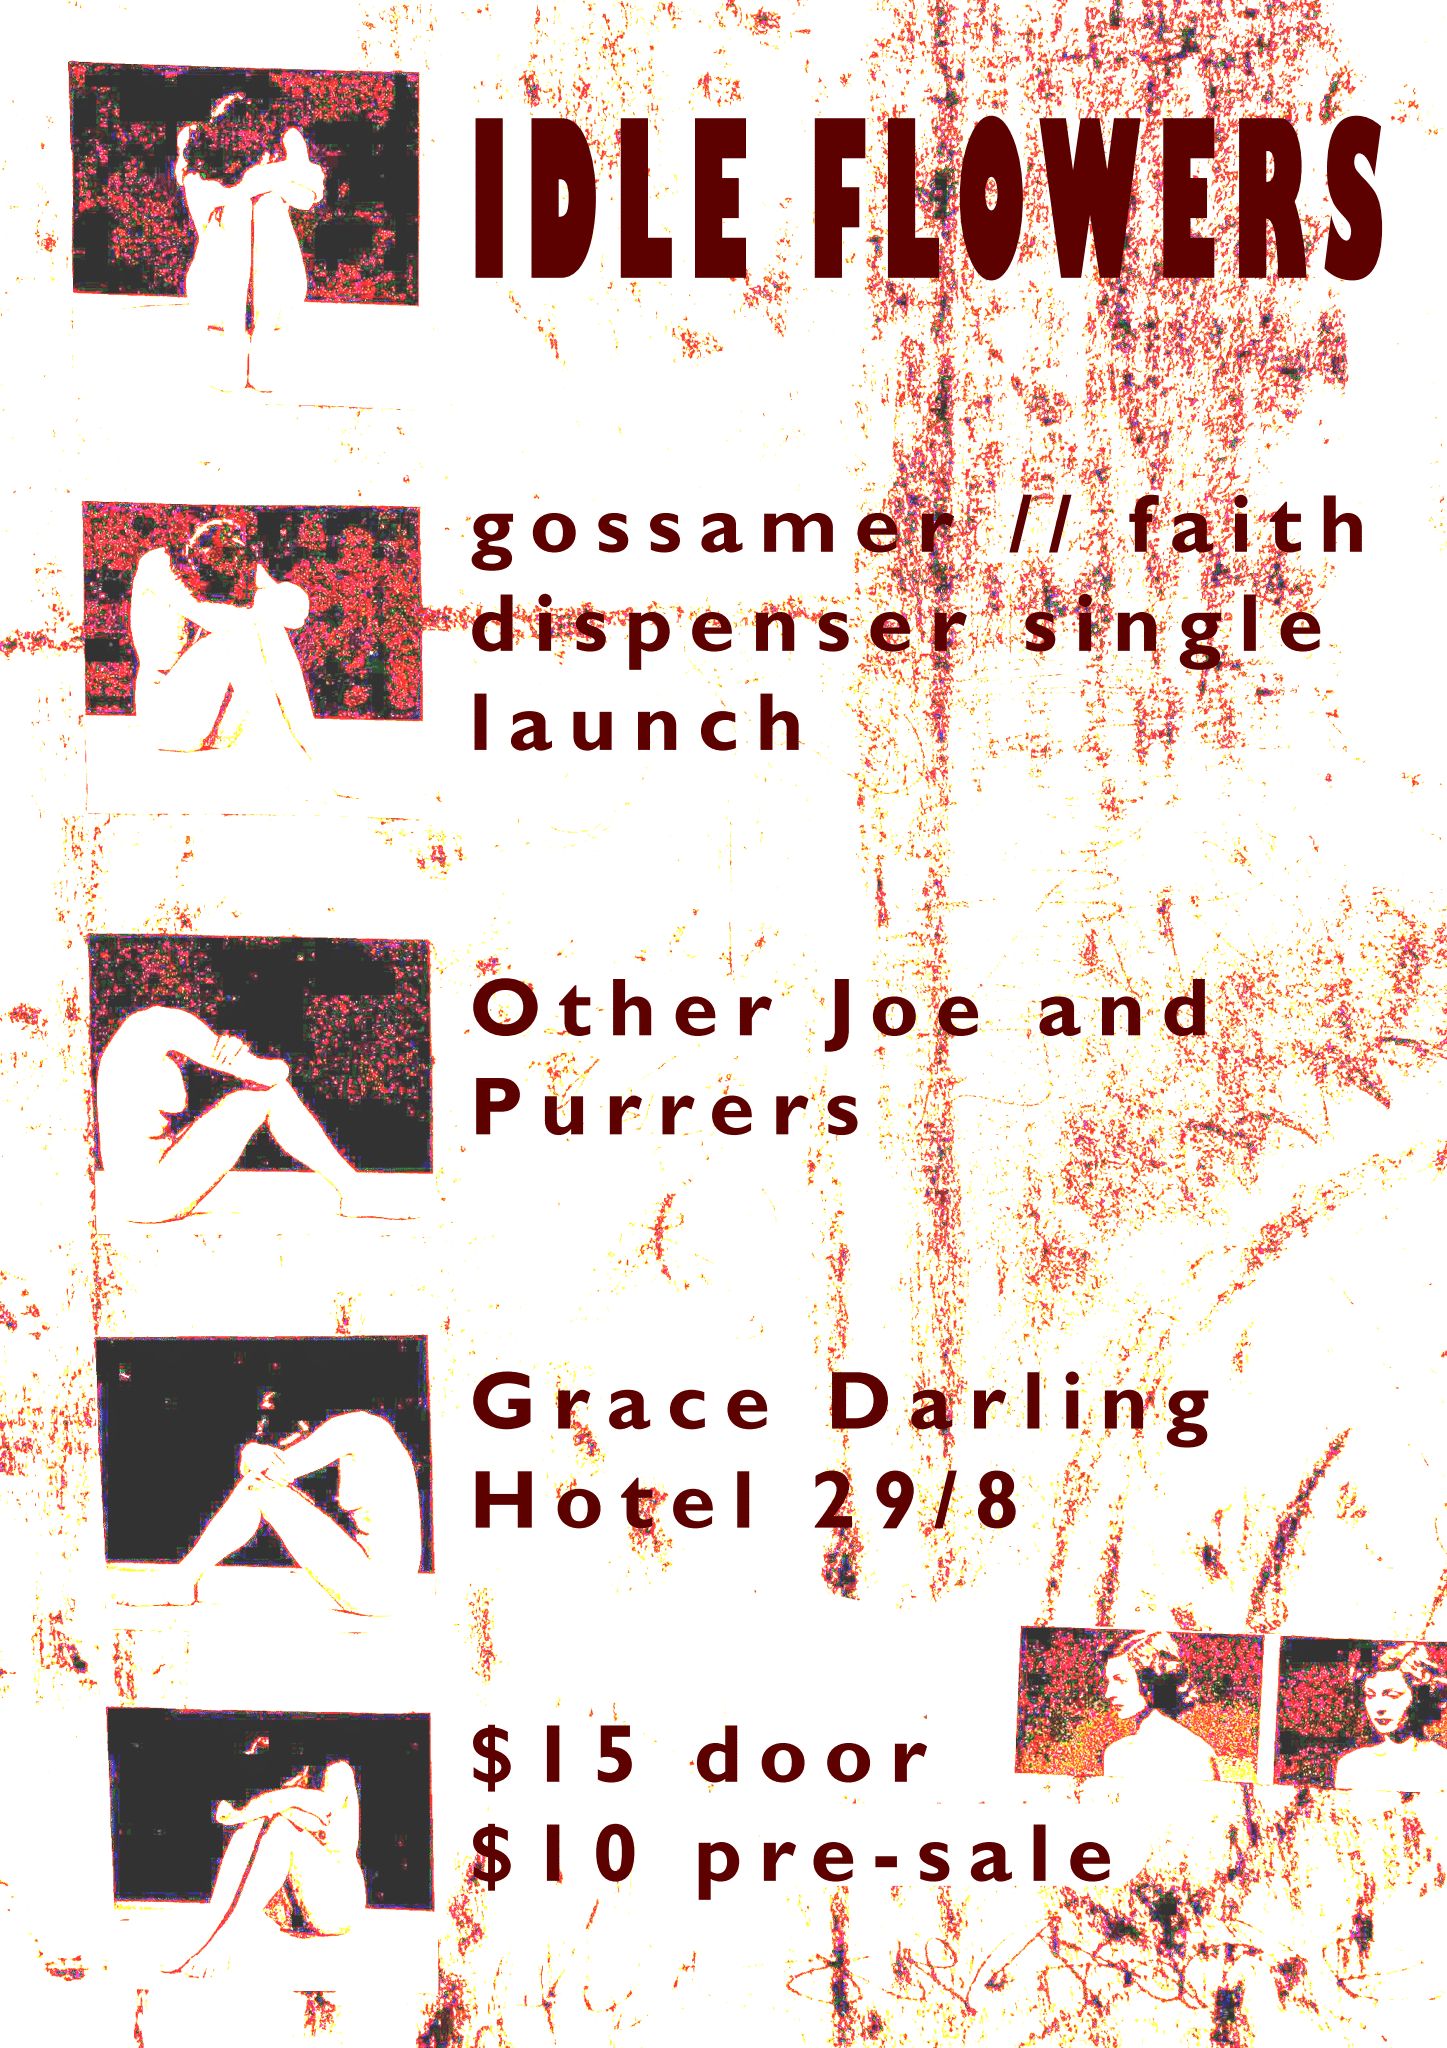 IDLE FLOWERS
gossamer // faith
dispenser single
launch
Other Joe and
Purrers
Grace Darling
Hotel 29/8
$15 door
$10 pre-sale